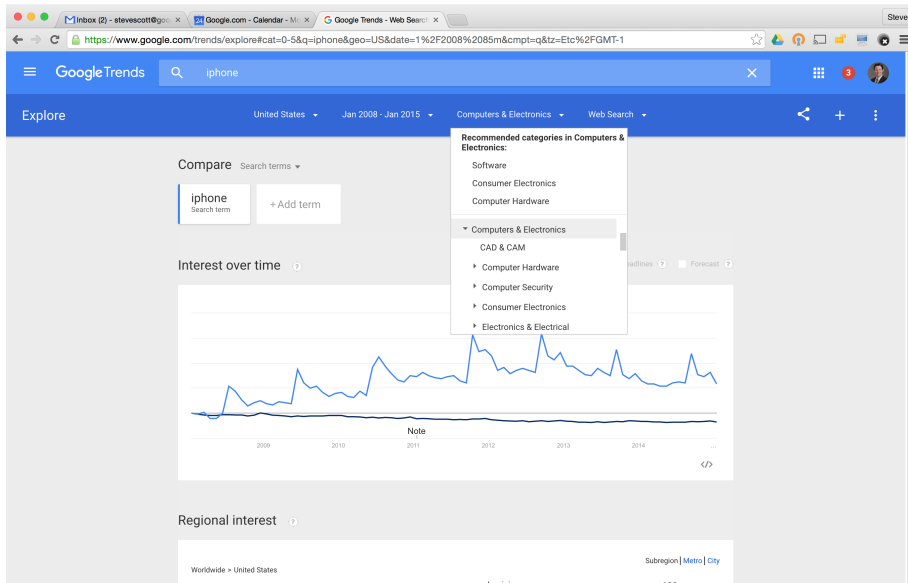 Inbox (2) - stevescott@goo
24 Google.com - Calendar - Mo
G Google Trends - Web Search
Steve
https://www.google.com/trends/explore#cat=0-5&q=iphone&geo=US&date=1%2F2008%2085m&cmpt=q&tz=Etc%2FGMT-1
Google Trends
iphone
3
Explore
United States
Jan 2008 - Jan 2015
Computers & Electronics
Web Search
Recommended categories in Computers &
Electronics:
Software
Consumer Electronics
Computer Hardware
Computers & Electronics
CAD & CAM
Computer Hardware
Computer Security
Consumer Electronics
Electronics & Electrical
Compare Search terms
iphone
Search term
+Add term
Interest over time ?
adlines ? Forecast ?
Note
2009 2010 2011 2012 2013 2014 ...
</>
Regional interest ?
Subregion | Metro | City
Worldwide > United States